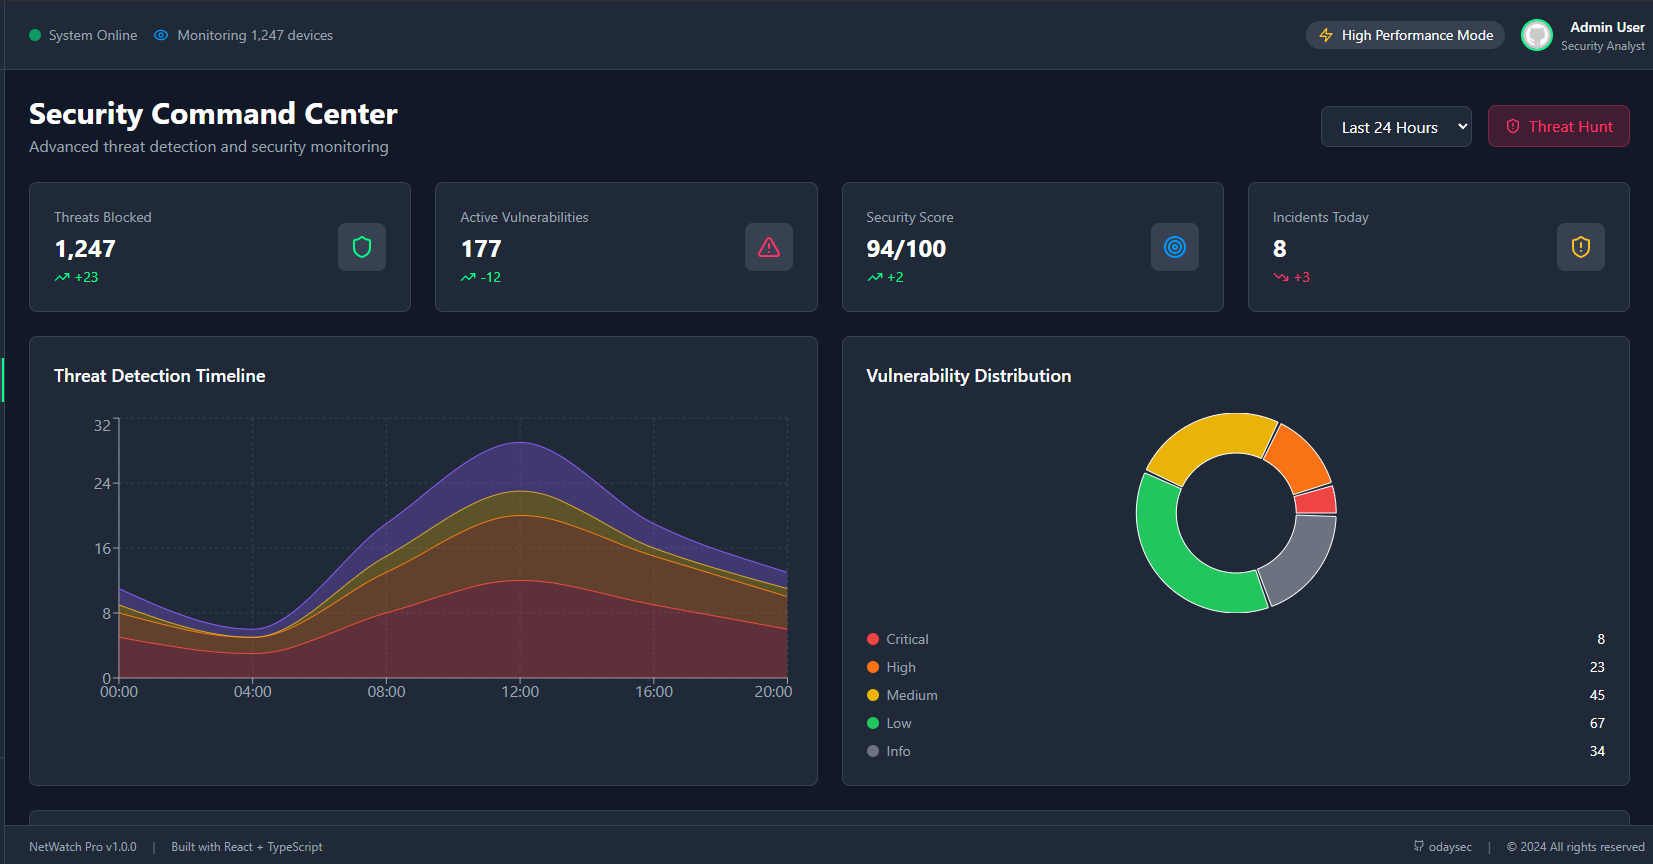 System Online
Monitoring 1,247 devices
High Performance Mode
Admin User
Security Analyst
Security Command Center
Advanced threat detection and security monitoring
Last 24 Hours
Threat Hunt
Threats Blocked
1,247
+23
Active Vulnerabilities
177
-12
Security Score
94/100
+2
Incidents Today
8
+3
Threat Detection Timeline
32
24
16
8
0
00:00 04:00 08:00 12:00 16:00 20:00
Vulnerability Distribution
Critical 8
High 23
Medium 45
Low 67
Info 34
NetWatch Pro v1.0.0 | Built with React + TypeScript
odaysec | © 2024 All rights reserved